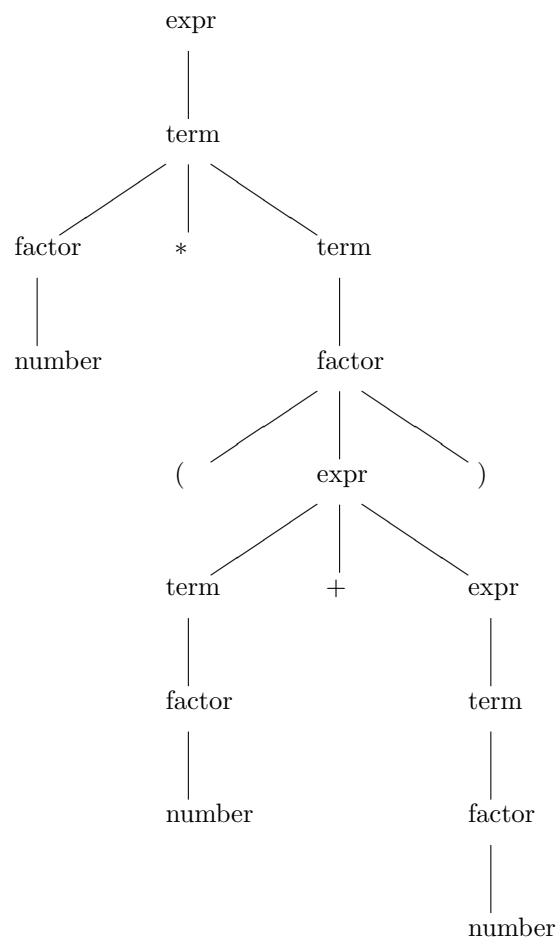 expr
term
factor * term
number factor
( expr )
term + expr
factor term
number factor
number